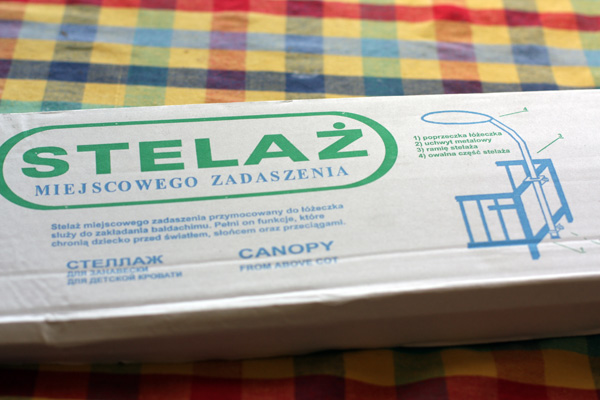 STELAŻ
MIEJSCOWEGO ZADASZENIA
Stelaż miejscowego zadaszenia przymocowany do łóżeczka
służy do zakładania baldachimu. Pełni on funkcje, które
chronią dziecko przed światłem, słońcem oraz przeciągami.
СТЕЛЛАЖ
ДЛЯ ЗАНАВЕСКИ
ДЛЯ ДЕТСКОЙ КРОВАТИ
CANOPY
FROM ABOVE COT
1) poprzeczka łóżeczka
2) uchwyt metalowy
3) ramię stelaża
4) owalna część stelaża